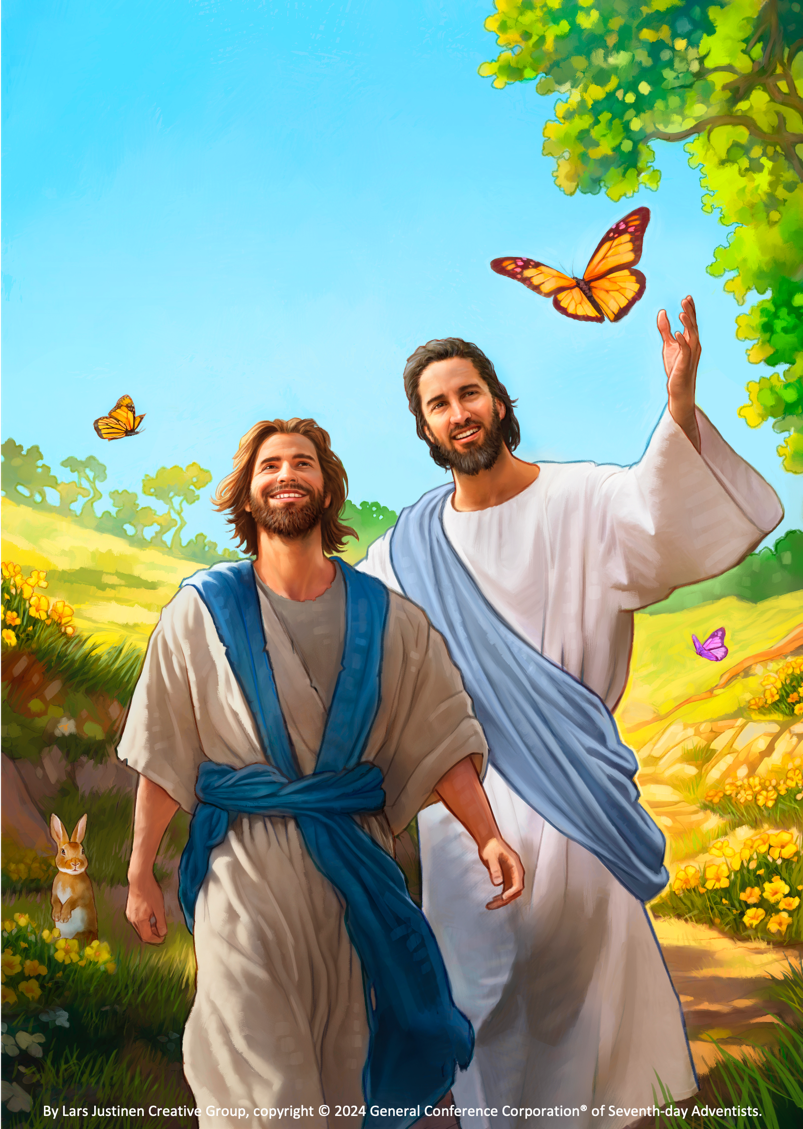 By Lars Justinen Creative Group, copyright © 2024 General Conference Corporation® of Seventh-day Adventists.